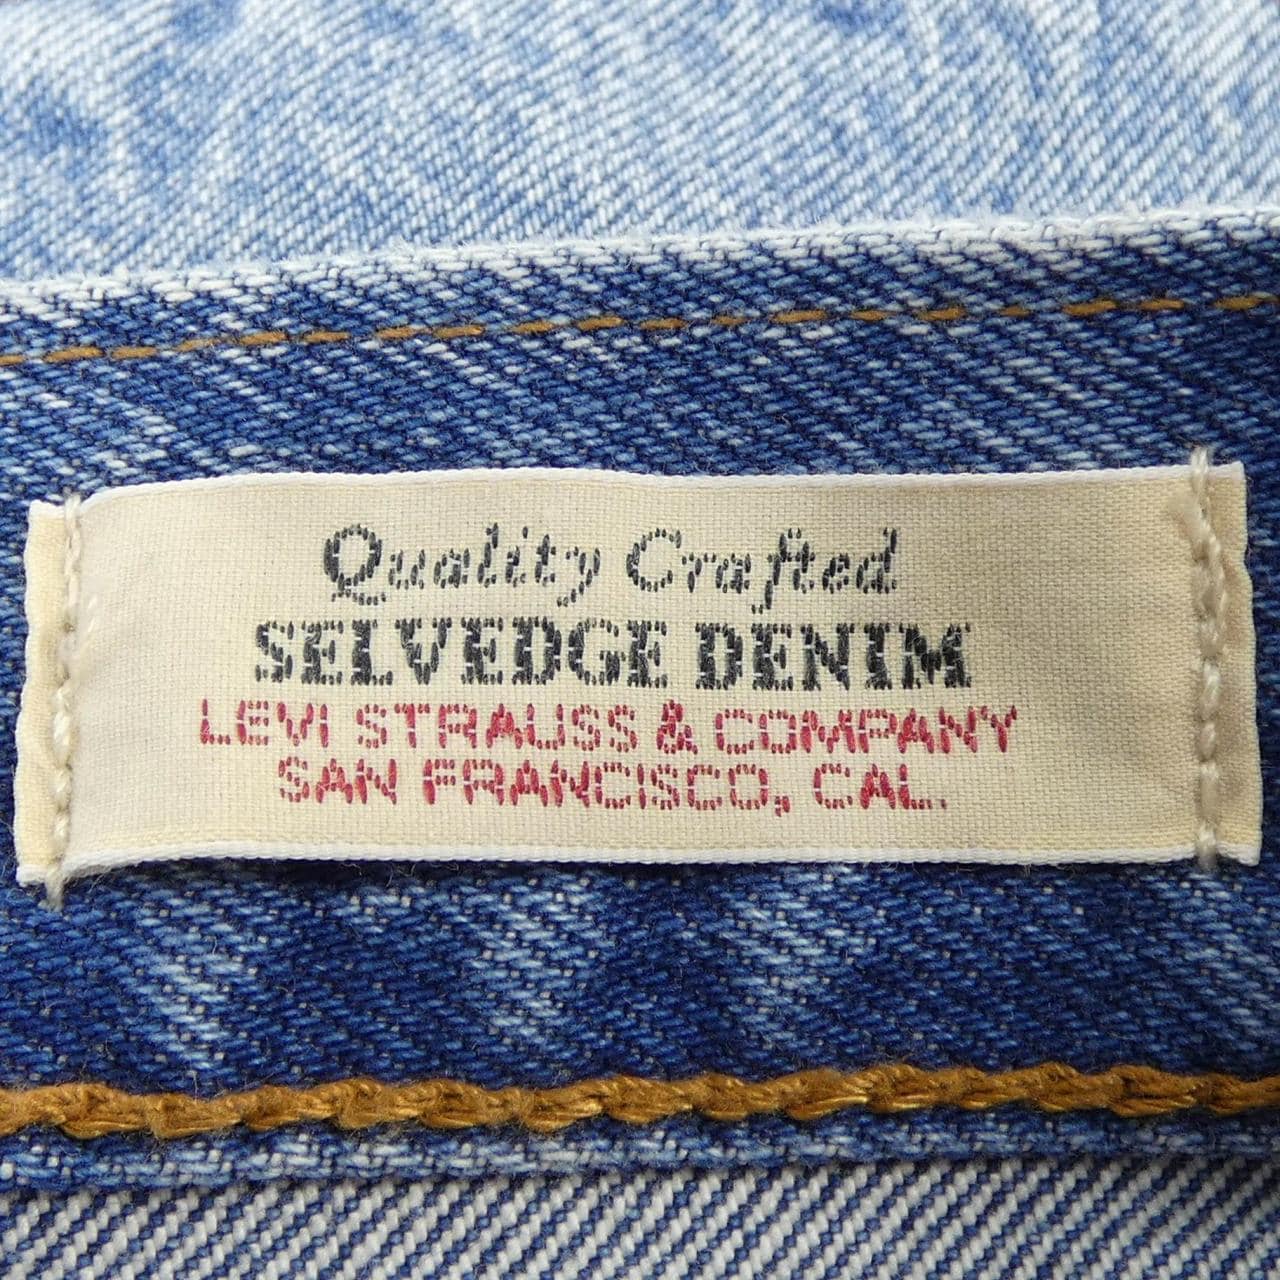 Quality Crafted
SELVEDGE DENIM
LEVI STRAUSS & COMPANY
SAN FRANCISCO, CAL.